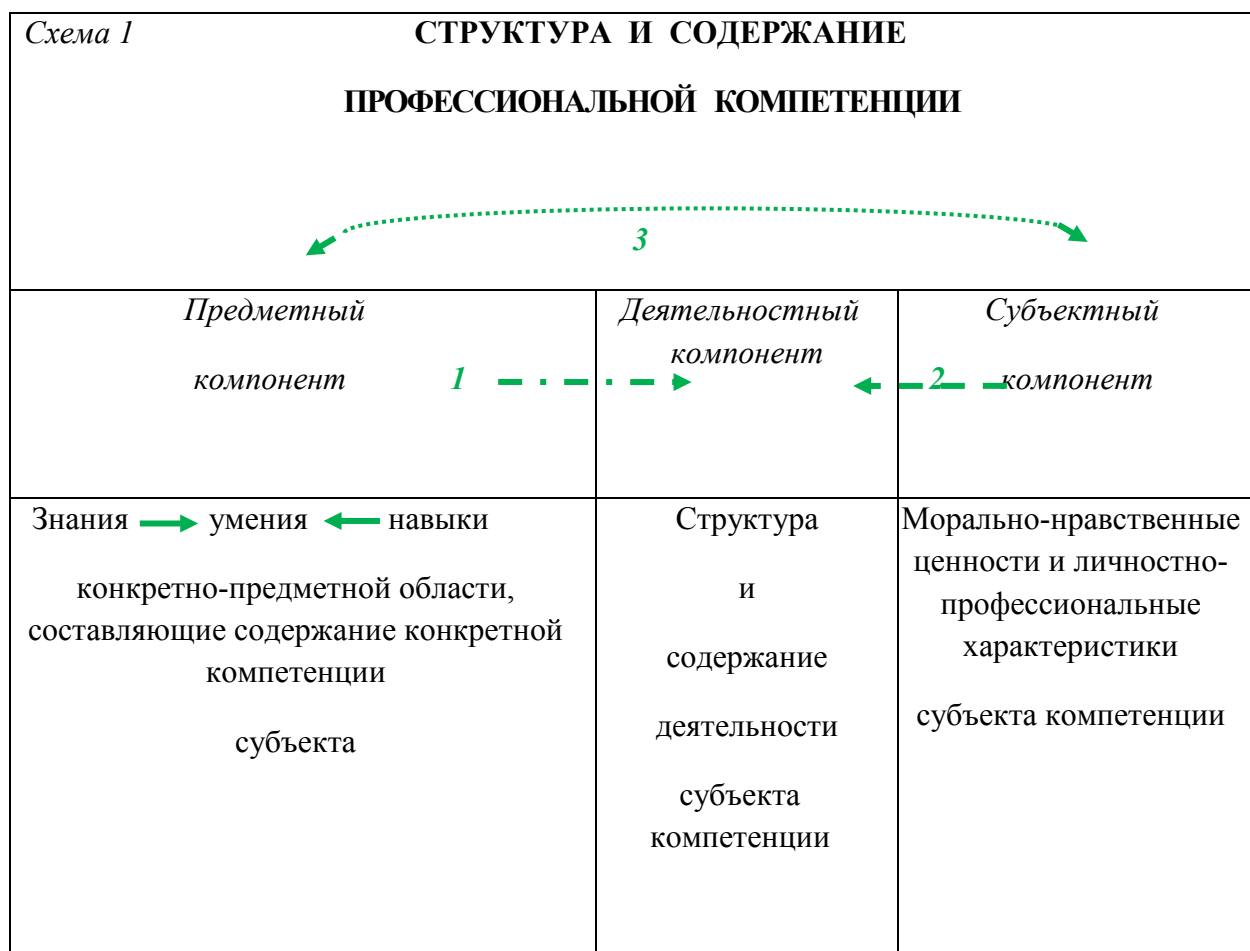 Схема 1 СТРУКТУРА И СОДЕРЖАНИЕ
ПРОФЕССИОНАЛЬНОЙ КОМПЕТЕНЦИИ
3
Предметный
компонент 1
Деятельностный
компонент
Субъектный
2 компонент
Знания умения навыки
конкретно-предметной области,
составляющие содержание конкретной
компетенции
субъекта
Структура
и
содержание
деятельности
субъекта
компетенции
Морально-нравственные
ценности и личностно-
профессиональные
характеристики
субъекта компетенции